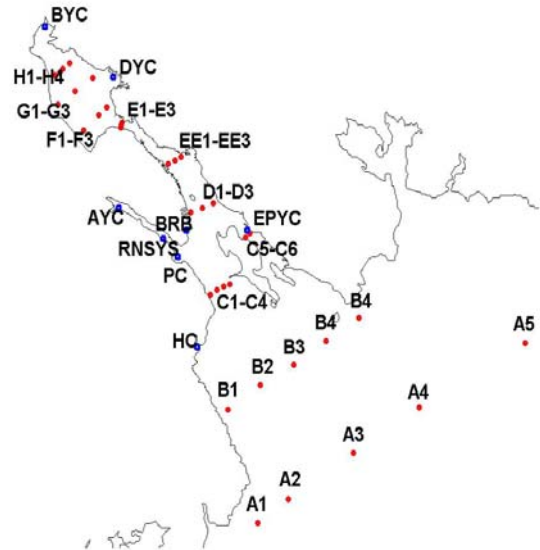 BYC
DYC
H1-H4
G1-G3
E1-E3
F1-F3
EE1-EE3
D1-D3
AYC
BRB
EPYC
RNSYS
C5-C6
PC
C1-C4
B4
HC
B4
A5
B3
B2
B1
A4
A3
A2
A1